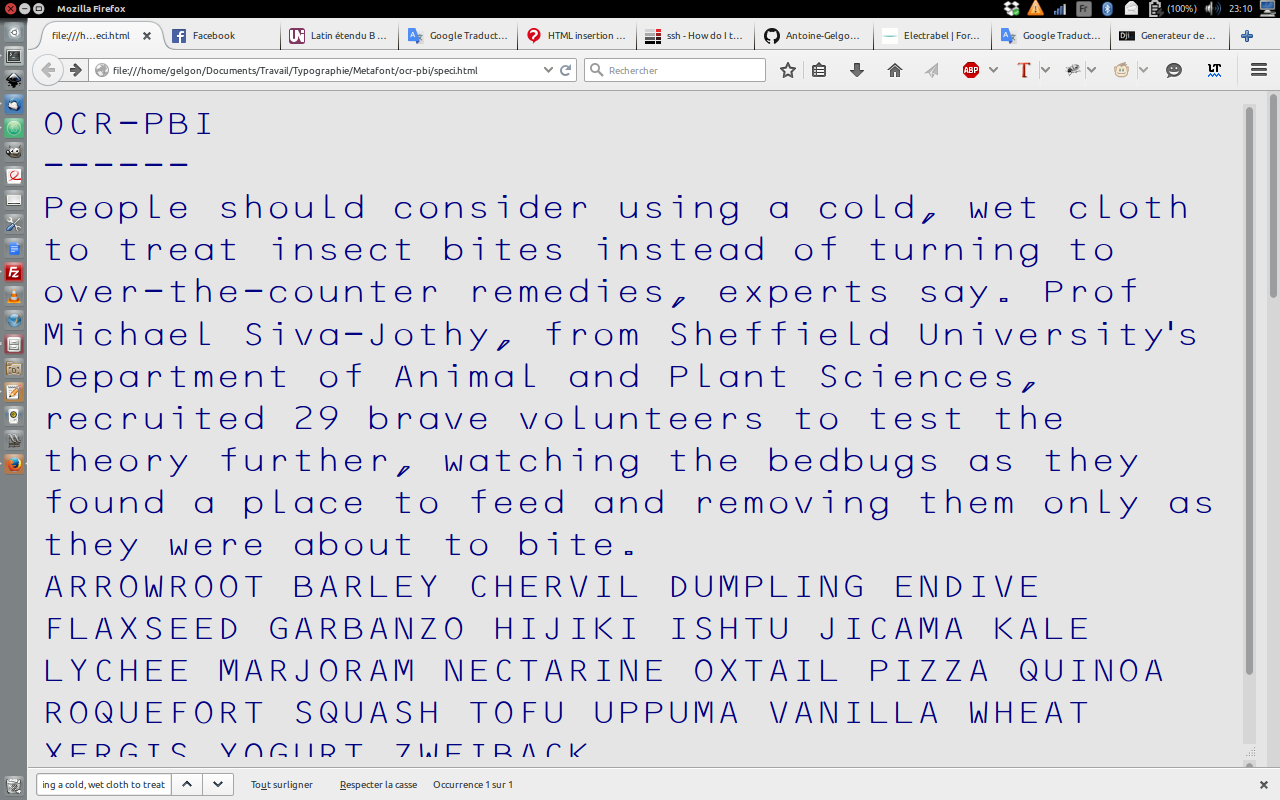 Mozilla Firefox
Fr
(100%)
23:10
file:///h...eci.html
Facebook
Latin étendu B ...
Google Traduct...
HTML insertion ...
ssh - How do I t...
Antoine-Gelgo...
Electrabel | For...
Google Traduct...
Generateur de ...
file:///home/gelgon/Documents/Travail/Typographie/Metafont/ocr-pbi/speci.html
Rechercher
ABP
T
LT
OCR-PBI
------
People should consider using a cold, wet cloth
to treat insect bites instead of turning to
over-the-counter remedies, experts say. Prof
Michael Siva-Jothy, from Sheffield University's
Department of Animal and Plant Sciences,
recruited 29 brave volunteers to test the
theory further, watching the bedbugs as they
found a place to feed and removing them only as
they were about to bite.
ARROWROOT BARLEY CHERVIL DUMPLING ENDIVE
FLAXSEED GARBANZO HIJIKI ISHTU JICAMA KALE
LYCHEE MARJORAM NECTARINE OXTAIL PIZZA QUINOA
ROQUEFORT SQUASH TOFU UPPUMA VANILLA WHEAT
XERGIS YOGURT ZWEIBACK
ing a cold, wet cloth to treat
Tout surligner
Respecter la casse
Occurrence 1 sur 1